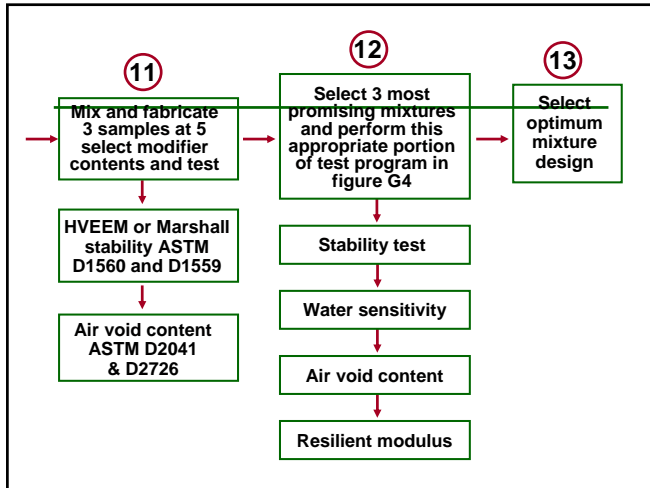 11
Mix and fabricate
3 samples at 5
select modifier
contents and test
HVEEM or Marshall
stability ASTM
D1560 and D1559
Air void content
ASTM D2041
& D2726
12
Select 3 most
promising mixtures
and perform this
appropriate portion
of test program in
figure G4
Stability test
Water sensitivity
Air void content
Resilient modulus
13
Select
optimum
mixture
design